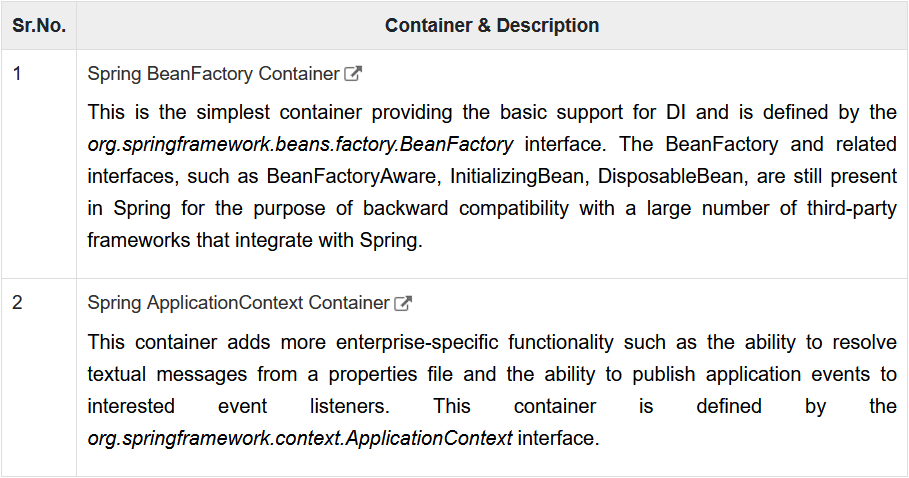 Sr.No. Container & Description
1 Spring BeanFactory Container
This is the simplest container providing the basic support for DI and is defined by the
org.springframework.beans.factory.BeanFactory interface. The BeanFactory and related
interfaces, such as BeanFactoryAware, InitializingBean, DisposableBean, are still present
in Spring for the purpose of backward compatibility with a large number of third-party
frameworks that integrate with Spring.
2 Spring ApplicationContext Container
This container adds more enterprise-specific functionality such as the ability to resolve
textual messages from a properties file and the ability to publish application events to
interested event listeners. This container is defined by the
org.springframework.context.ApplicationContext interface.